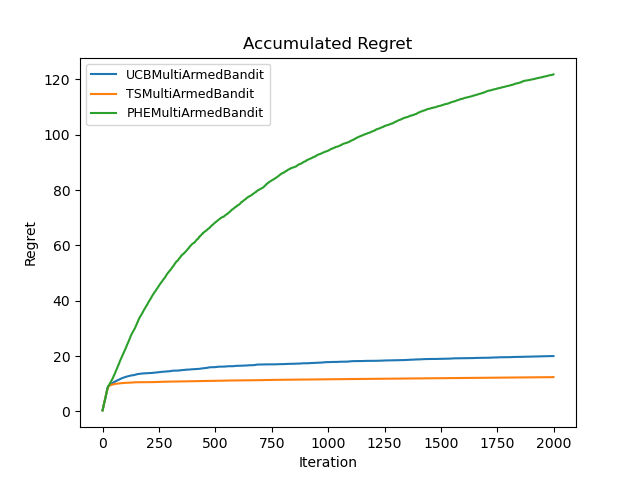 Accumulated Regret
UCBMultiArmedBandit
TSMultiArmedBandit
PHEMultiArmedBandit
120
100
80
60
40
20
0
Regret
0 250 500 750 1000 1250 1500 1750 2000
Iteration